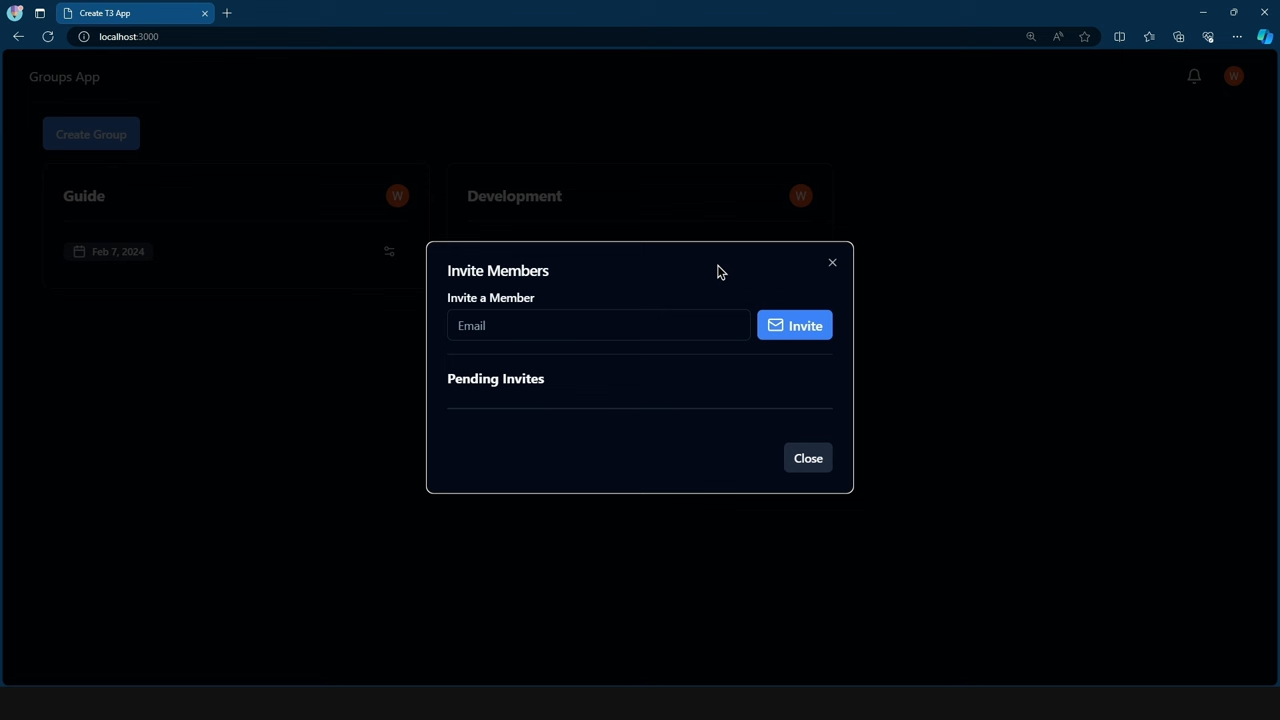 Create T3 App
localhost:3000
Groups App
W
Create Group
Guide
W
Development
W
Feb 7, 2024
Invite Members
Invite a Member
Email
Invite
Pending Invites
Close